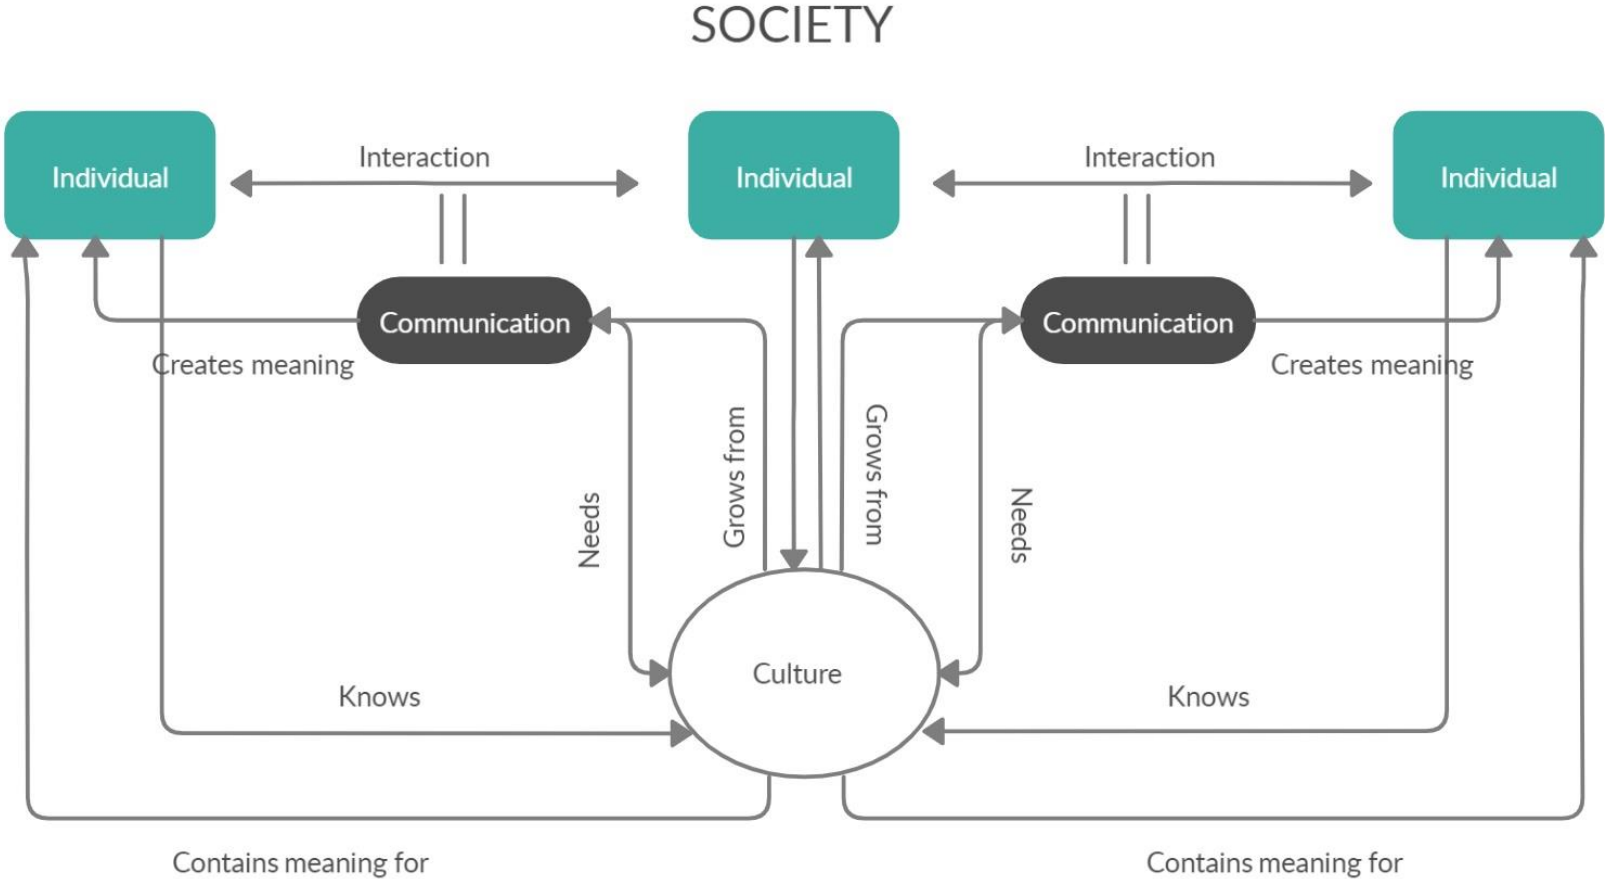 SOCIETY
Interaction
Interaction
Individual
Individual
Individual
Communication
Communication
Creates meaning
Creates meaning
Grows from
Grows from
Needs
Needs
Culture
Knows
Knows
Contains meaning for
Contains meaning for